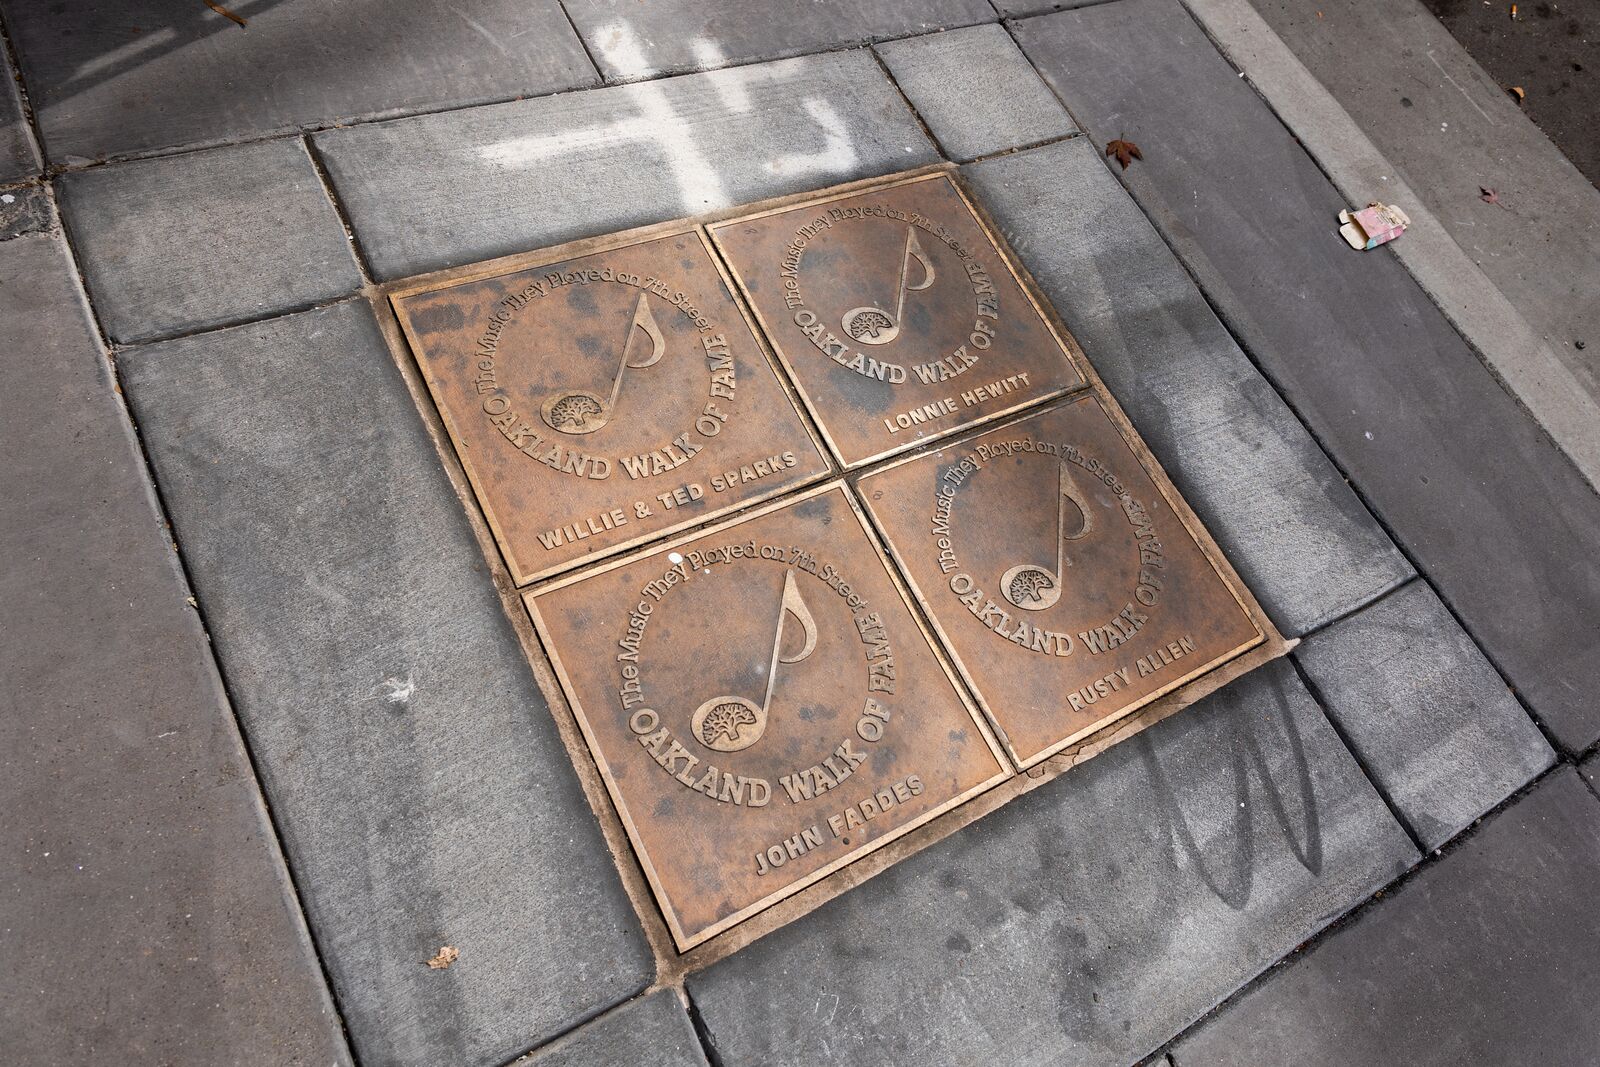 The Music They Played on 7th Street
OAKLAND WALK OF FAME
WILLIE & TED SPARKS
The Music They Played on 7th Street
OAKLAND WALK OF FAME
LONNIE HEWITT
The Music They Played on 7th Street
OAKLAND WALK OF FAME
JOHN FADDES
8
The Music They Played on 7th Street
OAKLAND WALK OF FAME
RUSTY ALLEN